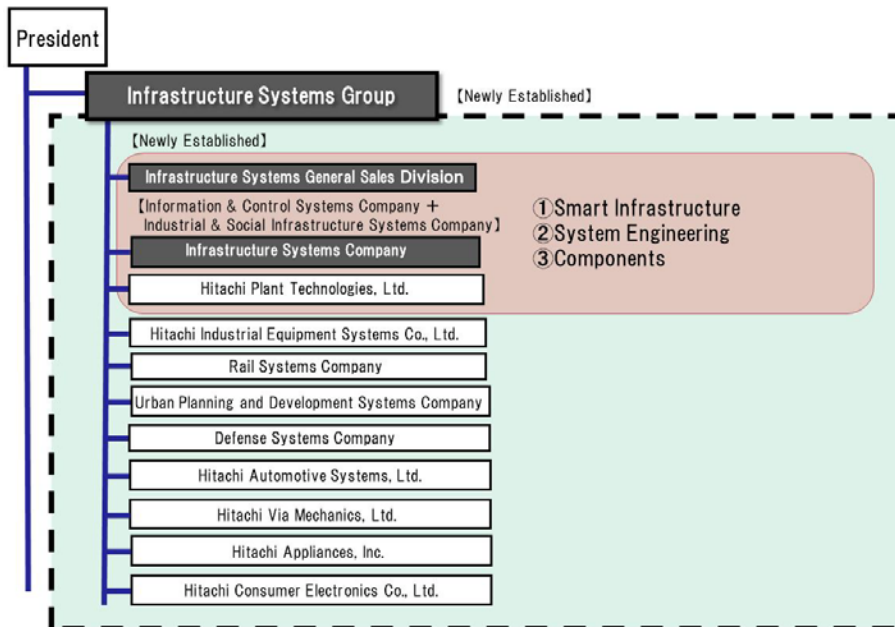 President
Infrastructure Systems Group
【Newly Established】
【Newly Established】
Infrastructure Systems General Sales Division
【Information & Control Systems Company +
Industrial & Social Infrastructure Systems Company】
Infrastructure Systems Company
Hitachi Plant Technologies, Ltd.
①Smart Infrastructure
②System Engineering
③Components
Hitachi Industrial Equipment Systems Co., Ltd.
Rail Systems Company
Urban Planning and Development Systems Company
Defense Systems Company
Hitachi Automotive Systems, Ltd.
Hitachi Via Mechanics, Ltd.
Hitachi Appliances, Inc.
Hitachi Consumer Electronics Co., Ltd.